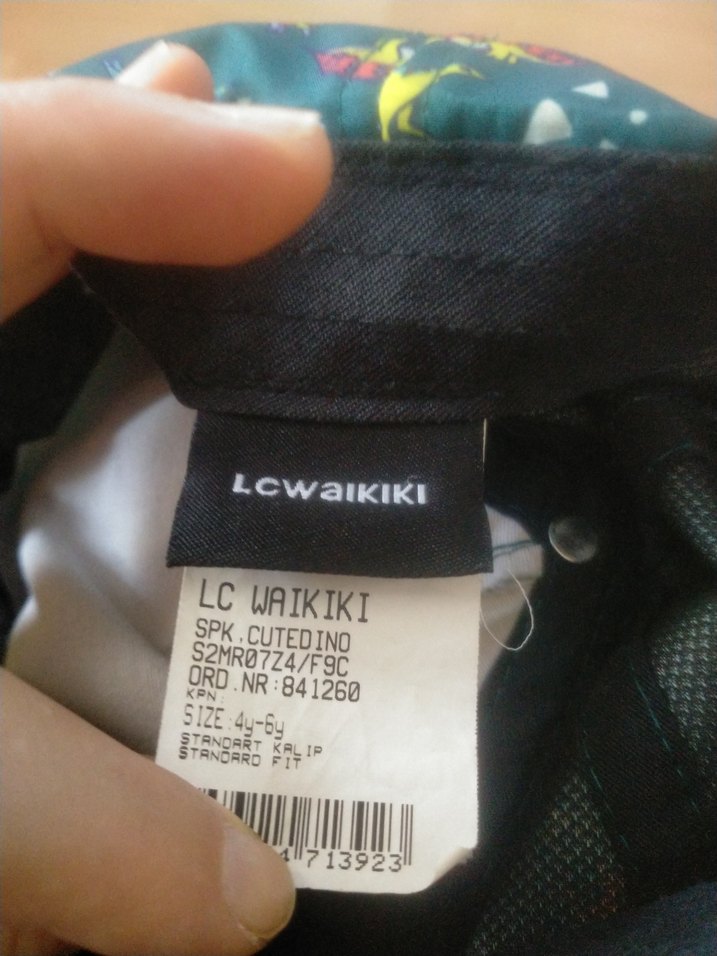 LCWAIKIKI
LC WAIKIKI
SPK.CUTEDINO
S2MR07Z4/F9C
ORD.NR:841260
KPN:
SIZE:4y-6y
STANDART KALIP
STANDARD FIT
4 713923